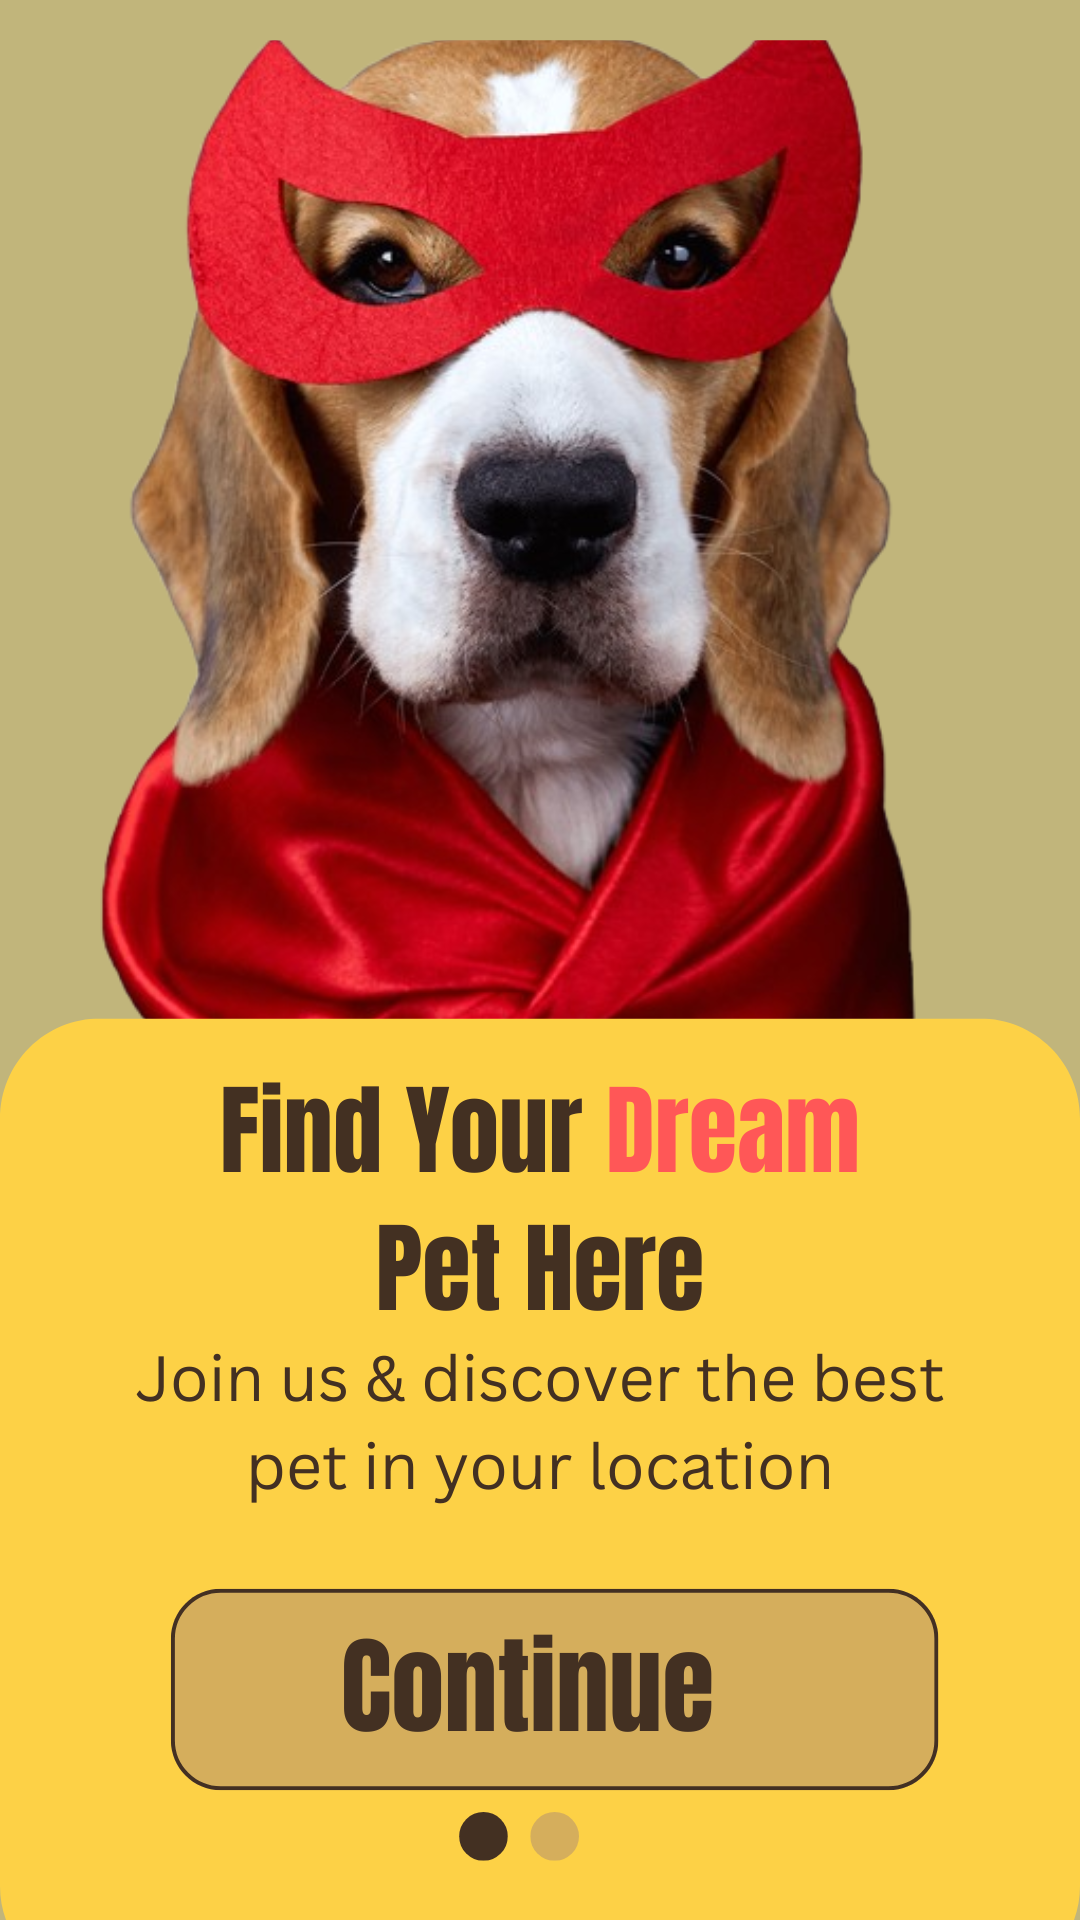 Find Your Dream
Pet Here
Join us & discover the best
pet in your location
Continue